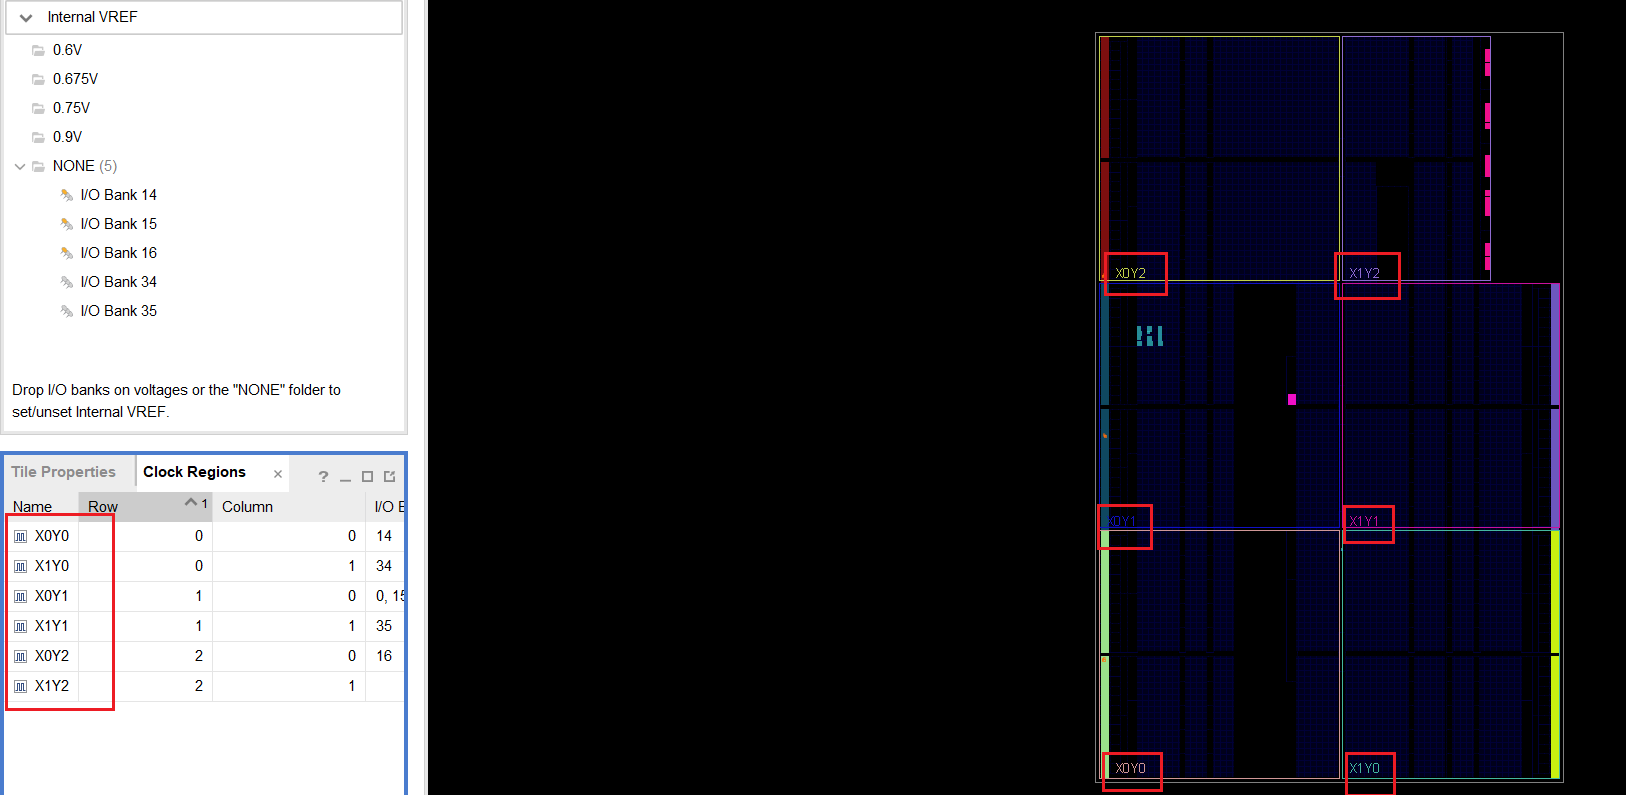 Internal VREF
0.6V
0.675V
0.75V
0.9V
NONE (5)
I/O Bank 14
I/O Bank 15
I/O Bank 16
I/O Bank 34
I/O Bank 35
Drop I/O banks on voltages or the "NONE" folder to
set/unset Internal VREF.
Tile Properties Clock Regions × ?
Name Row 1 Column I/O E
X0Y0 0 0 14
X1Y0 0 1 34
X0Y1 1 0 0, 15
X1Y1 1 1 35
X0Y2 2 0 16
X1Y2 2 1
X0Y2 X1Y2
X0Y1 X1Y1
X0Y0 X1Y0